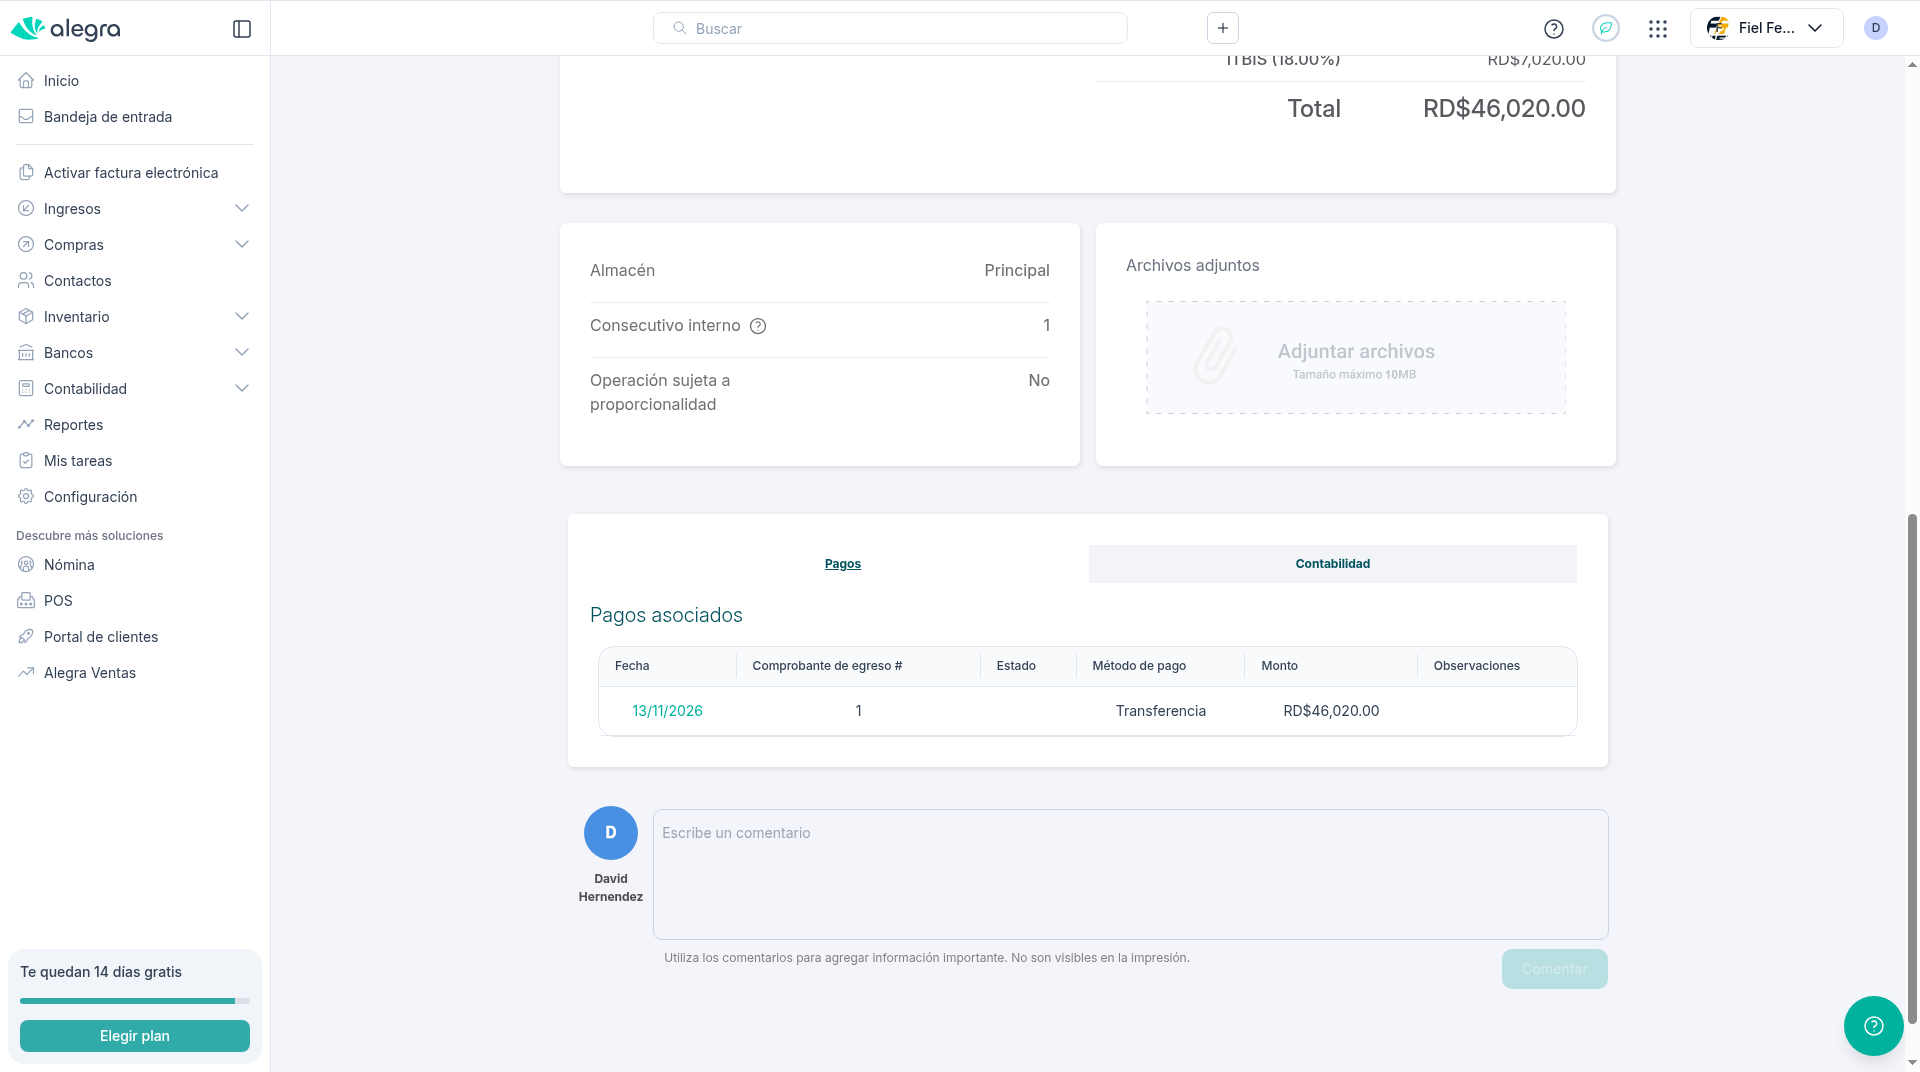 alegra
Buscar
Fiel Fe...
D
Inicio
Bandeja de entrada
Activar factura electrónica
Ingresos
Compras
Contactos
Inventario
Bancos
Contabilidad
Reportes
Mis tareas
Configuración
Descubre más soluciones
Nómina
POS
Portal de clientes
Alegra Ventas
Te quedan 14 días gratis
Elegir plan
ITBIS (18.00%) RD$7,020.00
Total RD$46,020.00
Almacén Principal
Consecutivo interno 1
Operación sujeta a No
proporcionalidad
Archivos adjuntos
Adjuntar archivos
Tamaño máximo 10MB
Pagos Contabilidad
Pagos asociados
Fecha Comprobante de egreso # Estado Método de pago Monto Observaciones
13/11/2026 1 Transferencia RD$46,020.00
D
David
Hernendez
Escribe un comentario
Utiliza los comentarios para agregar información importante. No son visibles en la impresión.
Comentar